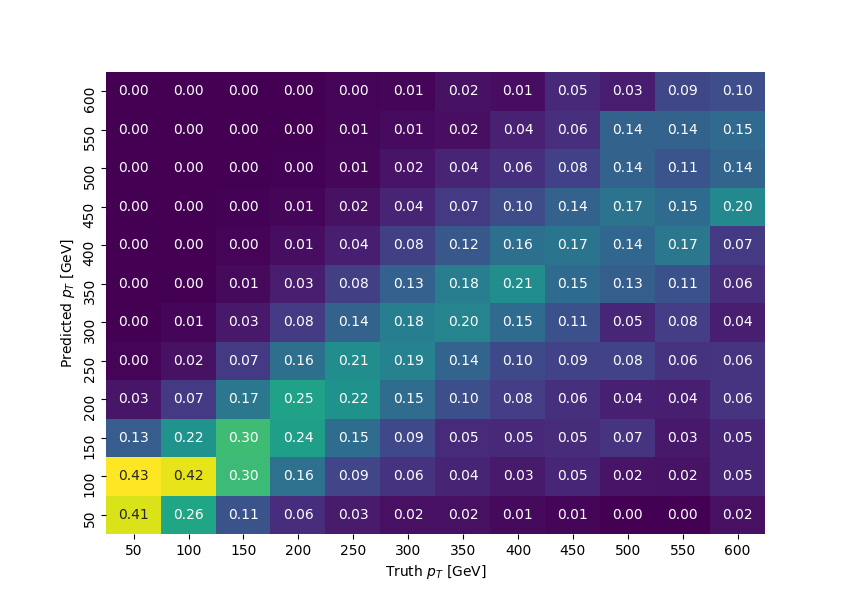 600 0.00 0.00 0.00 0.00 0.00 0.01 0.02 0.01 0.05 0.03 0.09 0.10
550 0.00 0.00 0.00 0.00 0.01 0.01 0.02 0.04 0.06 0.14 0.14 0.15
500 0.00 0.00 0.00 0.00 0.01 0.02 0.04 0.06 0.08 0.14 0.11 0.14
450 0.00 0.00 0.00 0.01 0.02 0.04 0.07 0.10 0.14 0.17 0.15 0.20
400 0.00 0.00 0.00 0.01 0.04 0.08 0.12 0.16 0.17 0.14 0.17 0.07
350 0.00 0.00 0.01 0.03 0.08 0.13 0.18 0.21 0.15 0.13 0.11 0.06
300 0.00 0.01 0.03 0.08 0.14 0.18 0.20 0.15 0.11 0.05 0.08 0.04
250 0.00 0.02 0.07 0.16 0.21 0.19 0.14 0.10 0.09 0.08 0.06 0.06
200 0.03 0.07 0.17 0.25 0.22 0.15 0.10 0.08 0.06 0.04 0.04 0.06
150 0.13 0.22 0.30 0.24 0.15 0.09 0.05 0.05 0.05 0.07 0.03 0.05
100 0.43 0.42 0.30 0.16 0.09 0.06 0.04 0.03 0.05 0.02 0.02 0.05
50 0.41 0.26 0.11 0.06 0.03 0.02 0.02 0.01 0.01 0.00 0.00 0.02
50 100 150 200 250 300 350 400 450 500 550 600
Truth p_T [GeV]
Predicted p_T [GeV]